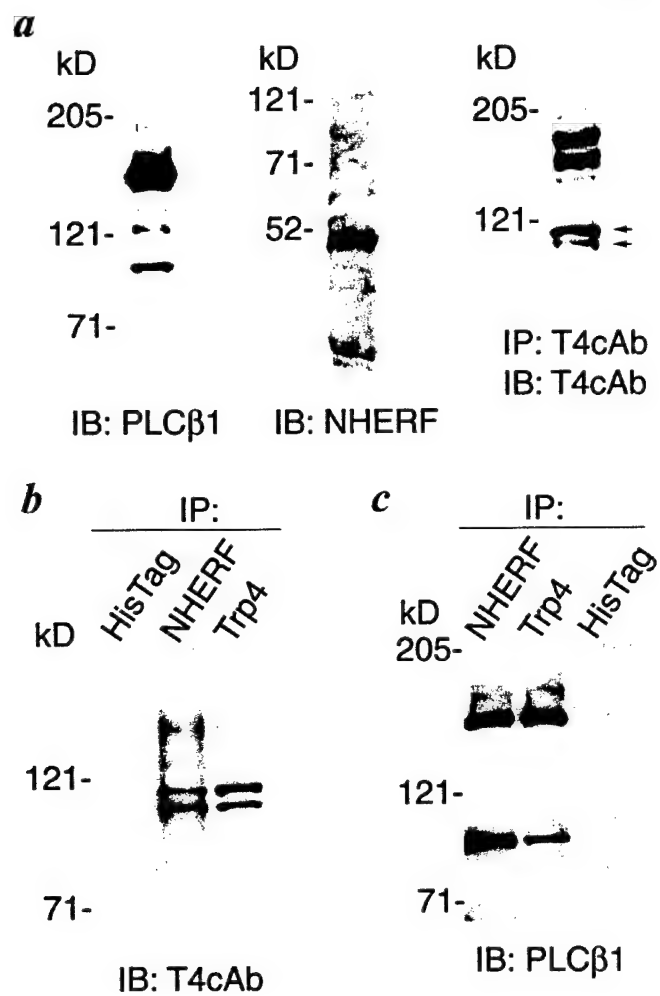 a
kD
205-
121-
71-
IB: PLCβ1
kD
121-
71-
52-
IB: NHERF
kD
205-
121-
IP: T4cAb
IB: T4cAb
b
IP:
HisTag
NHERF
Trp4
kD
121-
71-
IB: T4cAb
c
IP:
NHERF
Trp4
HisTag
kD
205-
121-
71-
IB: PLCβ1